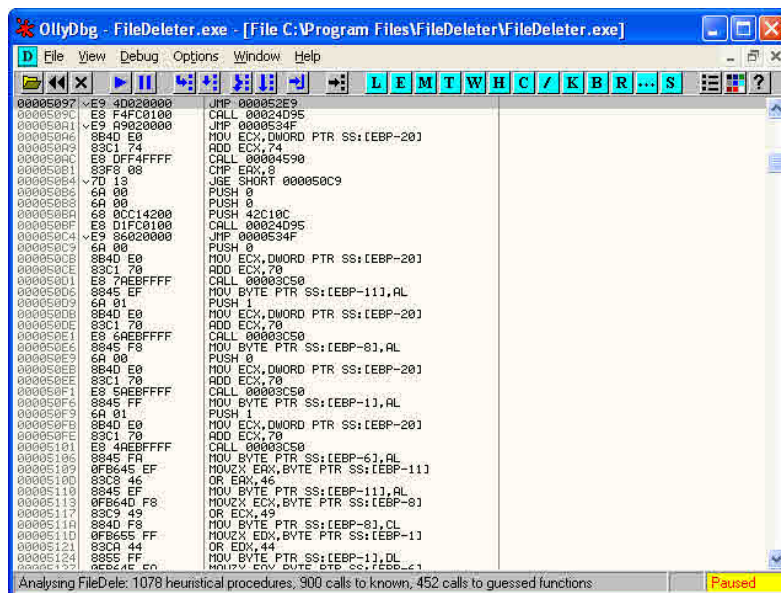 OllyDbg - FileDeleter.exe - [File C:\Program Files\FileDeleter\FileDeleter.exe]
D File View Debug Options Window Help
L E M T W H C / K B R ... S ?
00005097 E9 4D020000 JMP 000052E9
0000509C E8 F4FC0100 CALL 00024D95
000050A1 E9 A9020000 JMP 0000534F
000050A6 8B4D E0 MOV ECX,DWORD PTR SS:[EBP-20]
000050A9 83C1 74 ADD ECX,74
000050AC E8 DFF4FFFF CALL 00004590
000050B1 83F8 08 CMP EAX,8
000050B4 7D 13 JGE SHORT 000050C9
000050B6 6A 00 PUSH 0
000050B8 6A 00 PUSH 0
000050BA 68 0CC14200 PUSH 42C10C
000050BF E8 D1FC0100 CALL 00024D95
000050C4 E9 86020000 JMP 0000534F
000050C9 6A 00 PUSH 0
000050CB 8B4D E0 MOV ECX,DWORD PTR SS:[EBP-20]
000050CE 83C1 70 ADD ECX,70
000050D1 E8 7AEBFFFF CALL 00003C50
000050D6 8845 EF MOV BYTE PTR SS:[EBP-11],AL
000050D9 6A 01 PUSH 1
000050DB 8B4D E0 MOV ECX,DWORD PTR SS:[EBP-20]
000050DE 83C1 70 ADD ECX,70
000050E1 E8 6AEBFFFF CALL 00003C50
000050E6 8845 F8 MOV BYTE PTR SS:[EBP-8],AL
000050E9 6A 00 PUSH 0
000050EB 8B4D E0 MOV ECX,DWORD PTR SS:[EBP-20]
000050EE 83C1 70 ADD ECX,70
000050F1 E8 5AEBFFFF CALL 00003C50
000050F6 8845 FF MOV BYTE PTR SS:[EBP-1],AL
000050F9 6A 01 PUSH 1
000050FB 8B4D E0 MOV ECX,DWORD PTR SS:[EBP-20]
000050FE 83C1 70 ADD ECX,70
00005101 E8 4AEBFFFF CALL 00003C50
00005106 8845 FA MOV BYTE PTR SS:[EBP-6],AL
00005109 0FB645 EF MOVZX EAX,BYTE PTR SS:[EBP-11]
0000510D 83C8 46 OR EAX,46
00005110 8845 EF MOV BYTE PTR SS:[EBP-11],AL
00005113 0FB64D F8 MOVZX ECX,BYTE PTR SS:[EBP-8]
00005117 83C9 49 OR ECX,49
0000511A 884D F8 MOV BYTE PTR SS:[EBP-8],CL
0000511D 0FB655 FF MOVZX EDX,BYTE PTR SS:[EBP-1]
00005121 83CA 44 OR EDX,44
00005124 8855 FF MOV BYTE PTR SS:[EBP-1],DL
Analysing FileDele: 1078 heuristical procedures, 900 calls to known, 452 calls to guessed functions Paused